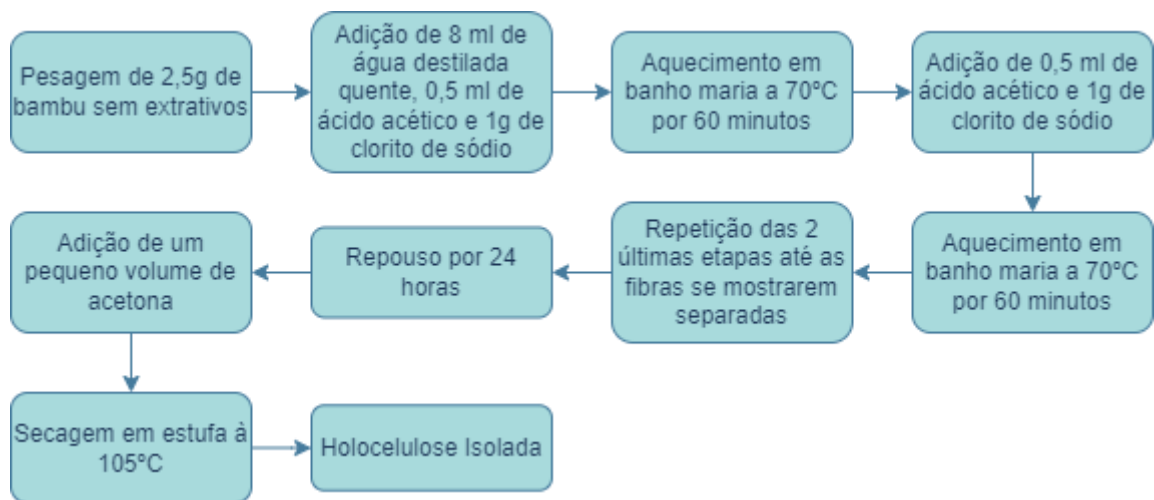 Pesagem de 2,5g de
bambu sem extrativos
Adição de 8 ml de
água destilada
quente, 0,5 ml de
ácido acético e 1g de
clorito de sódio
Aquecimento em
banho maria a 70ºC
por 60 minutos
Adição de 0,5 ml de
ácido acético e 1g de
clorito de sódio
Aquecimento em
banho maria a 70ºC
por 60 minutos
Repetição das 2
últimas etapas até as
fibras se mostrarem
separadas
Repouso por 24
horas
Adição de um
pequeno volume de
acetona
Secagem em estufa à
105ºC
Holocelulose Isolada